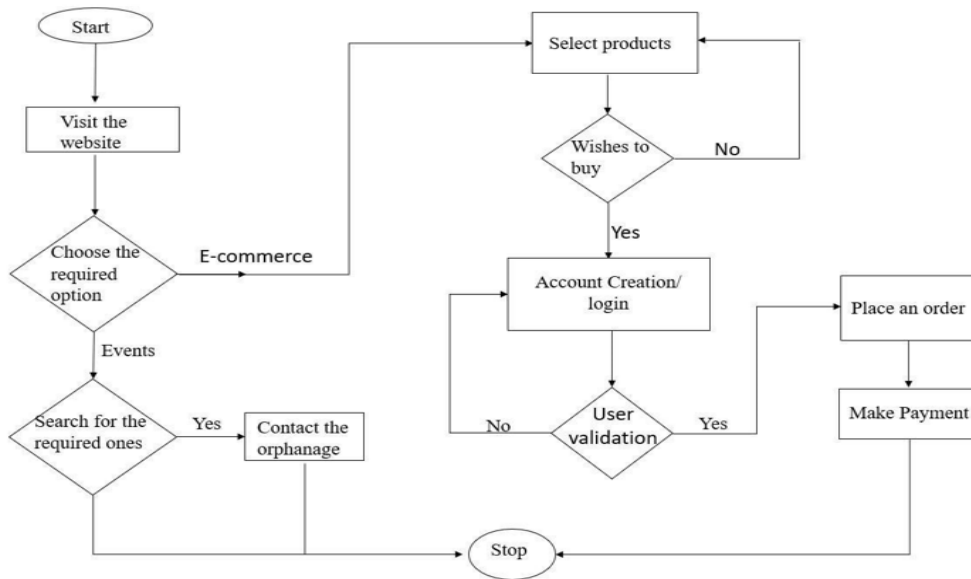 Start
Visit the
website
Choose the
required
option
E-commerce
Events
Search for the
required ones
Yes
Contact the
orphanage
Select products
Wishes to
buy
No
Yes
Account Creation/
login
User
validation
No
Yes
Place an order
Make Payment
Stop